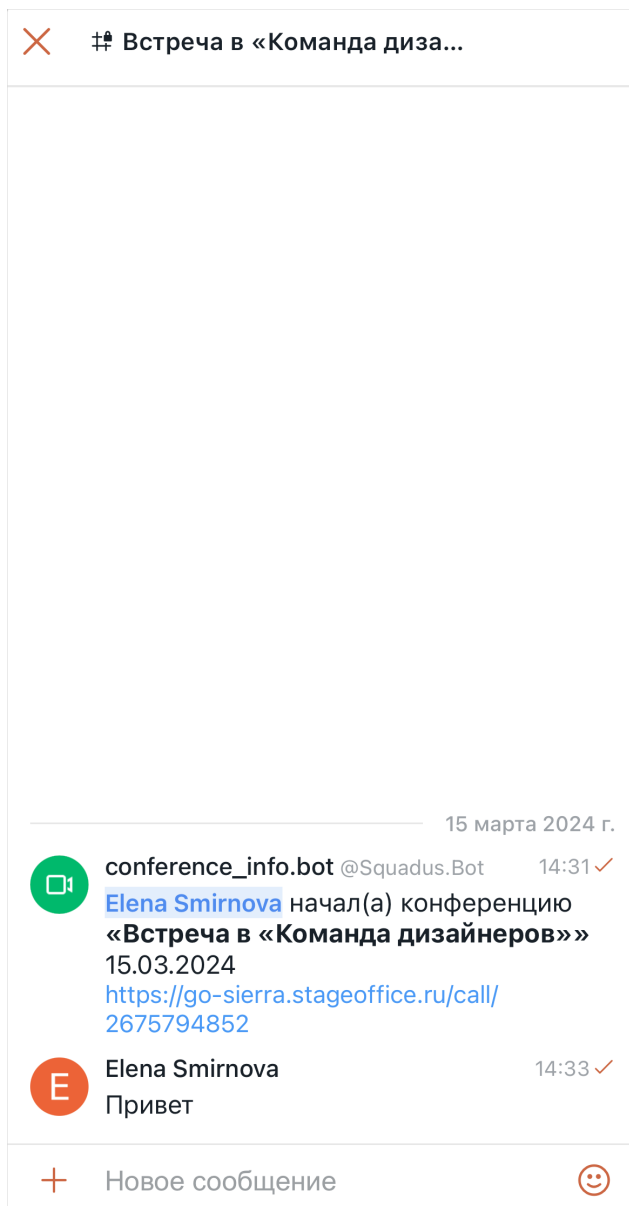 Встреча в «Команда диза...
15 марта 2024 г.
conference_info.bot @Squadus.Bot 14:31
Elena Smirnova начал(а) конференцию
«Встреча в «Команда дизайнеров»»
15.03.2024
https://go-sierra.stageoffice.ru/call/
2675794852
E
Elena Smirnova 14:33
Привет
Новое сообщение